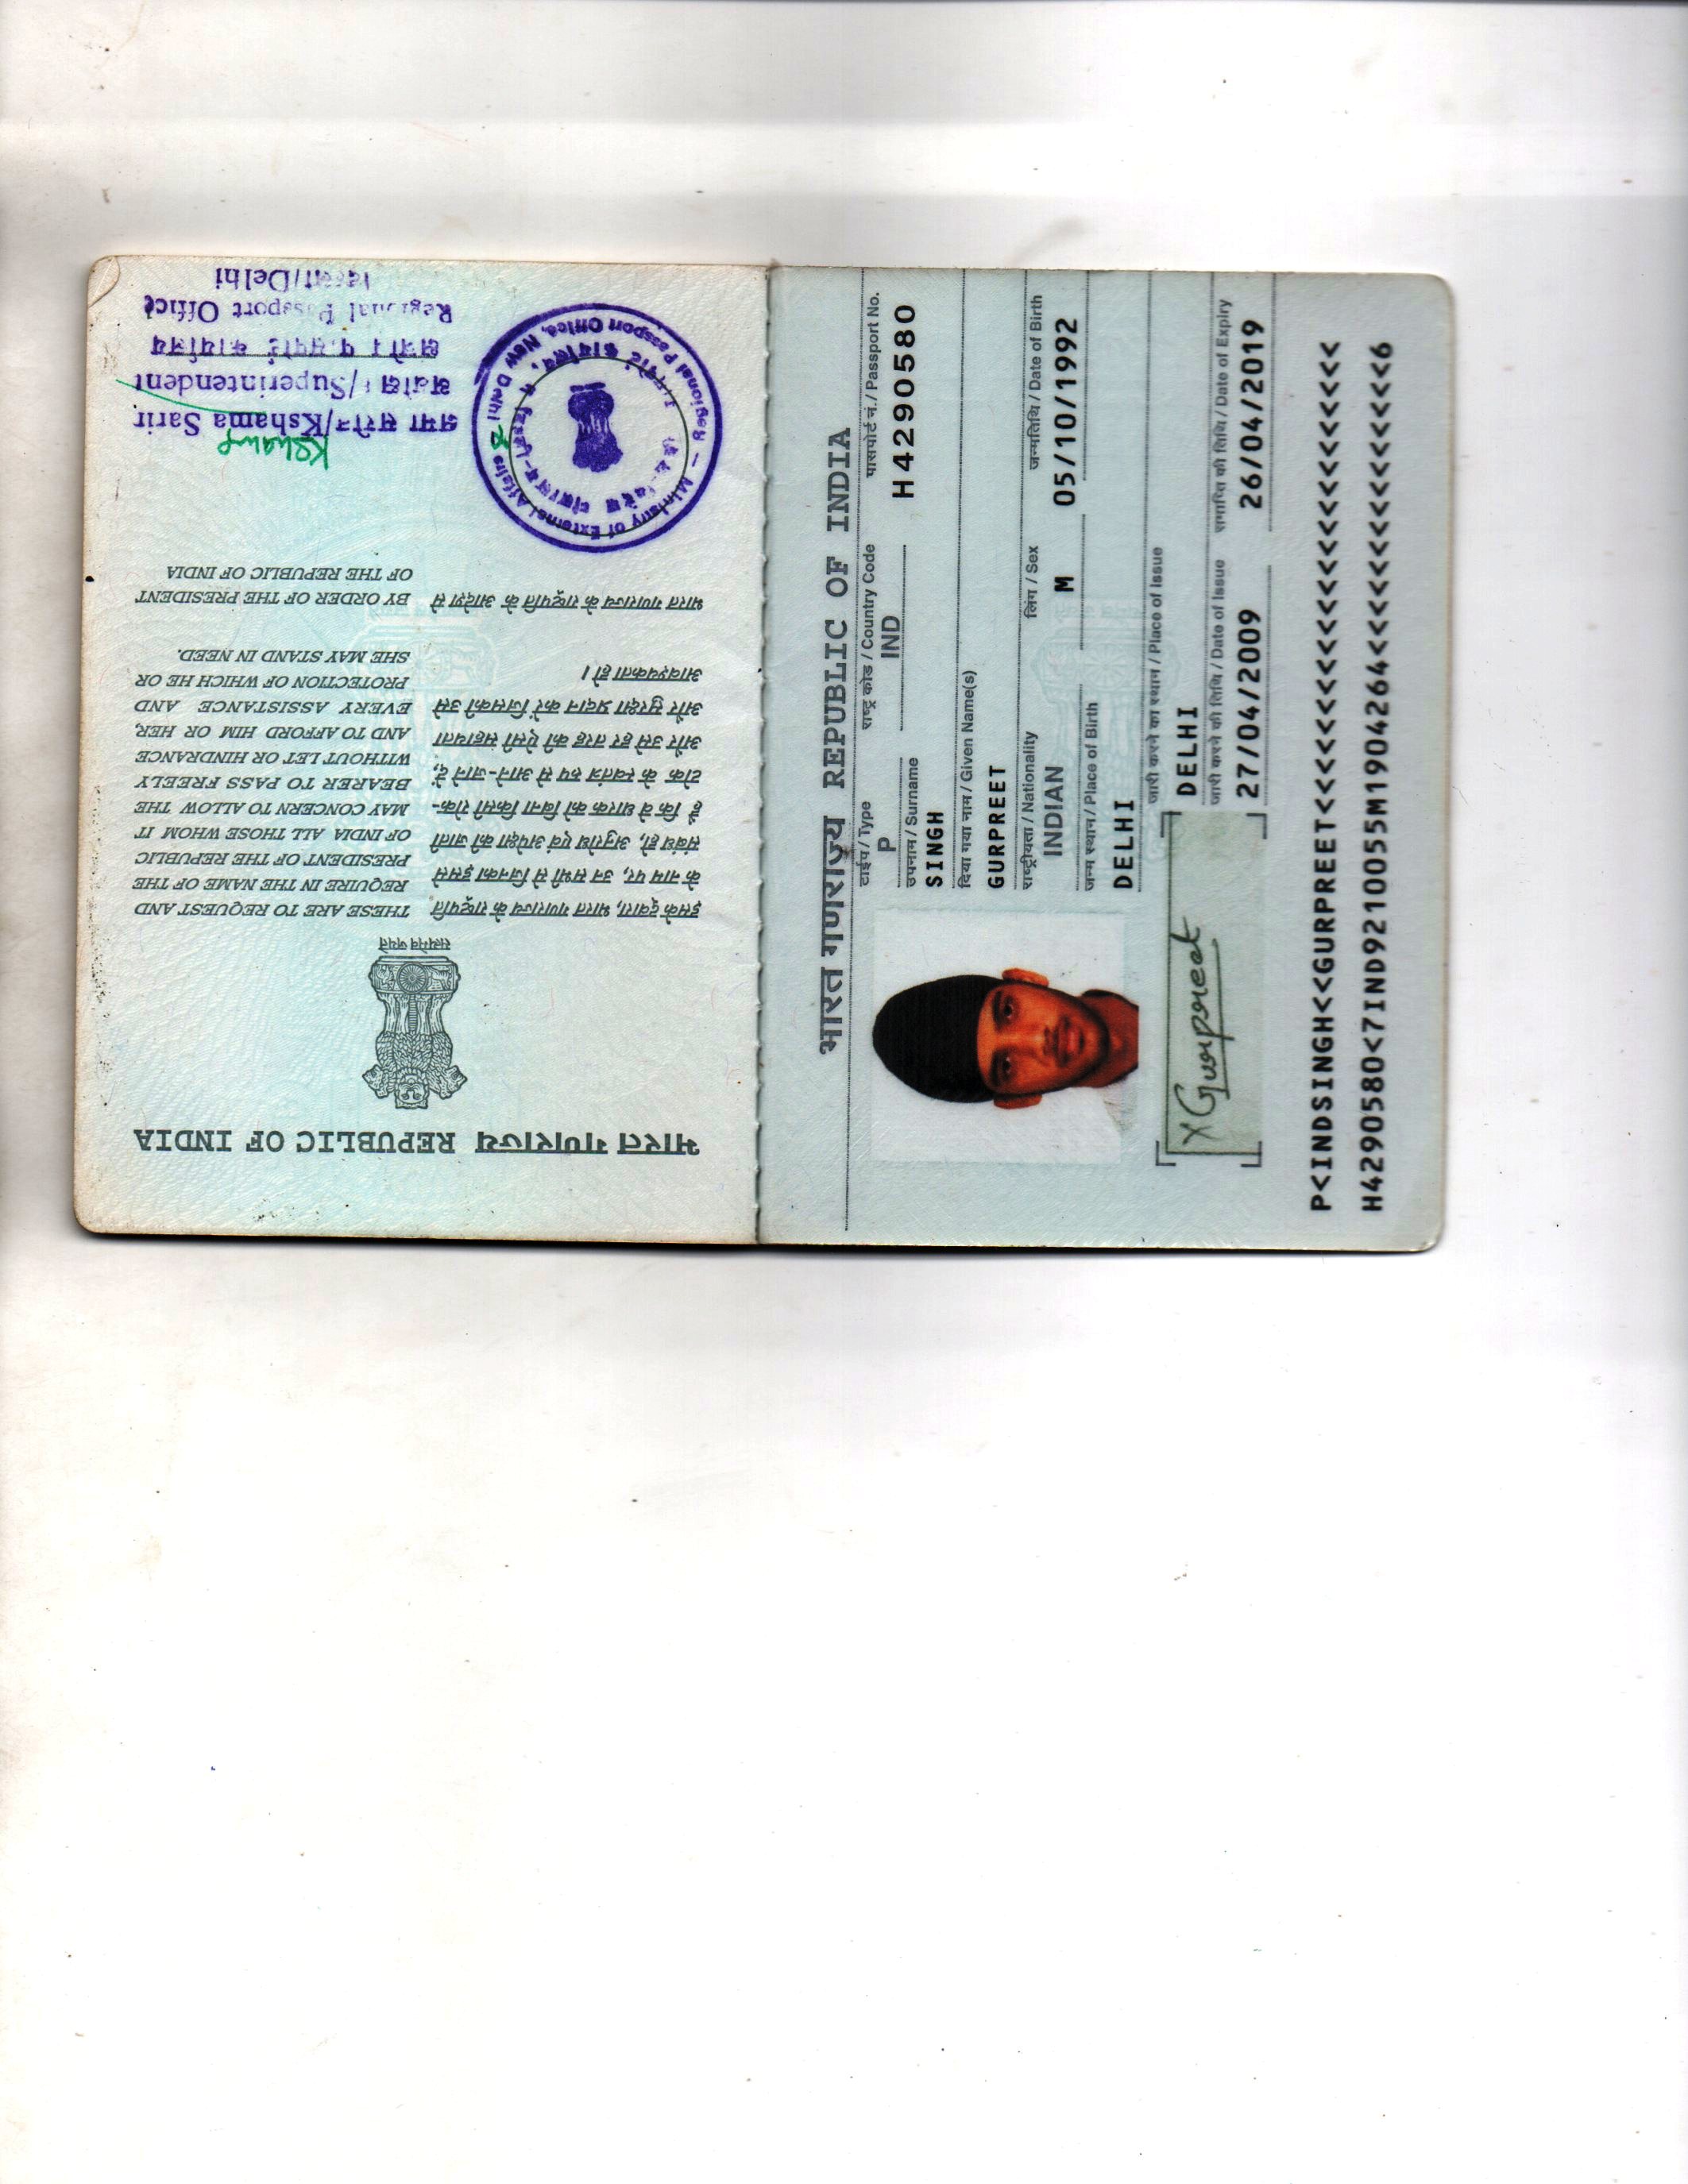 भारत गणराज्य REPUBLIC OF INDIA
सत्यमेव जयते
इसके द्वारा, भारत गणराज्य के राष्ट्रपति
के नाम पर, उन सभी से जिनका इससे
संबंध हो, अनुरोध एवं अपेक्षा की जाती
है कि वे धारक को बिना किसी रोक-
टोक के स्वतंत्र रूप से आने-जाने दें,
और उसे हर तरह की ऐसी सहायता
और सुरक्षा प्रदान करें जिसकी उसे
आवश्यकता हो।
THESE ARE TO REQUEST AND
REQUIRE IN THE NAME OF THE
PRESIDENT OF THE REPUBLIC
OF INDIA ALL THOSE WHOM IT
MAY CONCERN TO ALLOW THE
BEARER TO PASS FREELY
WITHOUT LET OR HINDRANCE
AND TO AFFORD HIM OR HER,
EVERY ASSISTANCE AND
PROTECTION OF WHICH HE OR
SHE MAY STAND IN NEED.
भारत गणराज्य के राष्ट्रपति के आदेश से
BY ORDER OF THE PRESIDENT
OF THE REPUBLIC OF INDIA
Regional Passport Office, New Delhi
Ministry of External Affairs
Kshama
क्षमा सरीन/Kshama Sarin
अधीक्षक/Superintendent
क्षेत्रीय पासपोर्ट कार्यालय
Regional Passport Office
दिल्ली/Delhi
भारत गणराज्य REPUBLIC OF INDIA
टाईप / Type
P
राष्ट्र कोड / Country Code
IND
पासपोर्ट नं. / Passport No.
H4290580
उपनाम / Surname
SINGH
दिया गया नाम / Given Name(s)
GURPREET
राष्ट्रीयता / Nationality
INDIAN
लिंग / Sex
M
जन्मतिथि / Date of Birth
05/10/1992
जन्म स्थान / Place of Birth
DELHI
जारी करने का स्थान / Place of Issue
DELHI
जारी करने की तिथि / Date of Issue
27/04/2009
समाप्ति की तिथि / Date of Expiry
26/04/2019
x Gurpreet
P<INDSINGH<<GURPREET<<<<<<<<<<<<<<<<<<<<<<<<
H4290580<7IND9210055M1904264<<<<<<<<<<<<<<<6